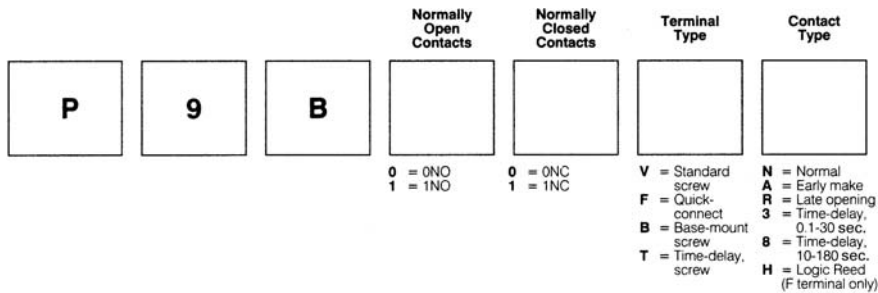 Normally
Open
Contacts
Normally
Closed
Contacts
Terminal
Type
Contact
Type
P
9
B
0 = 0NO
1 = 1NO
0 = 0NC
1 = 1NC
V = Standard
screw
F = Quick-
connect
B = Base-mount
screw
T = Time-delay,
screw
N = Normal
A = Early make
R = Late opening
3 = Time-delay,
0.1-30 sec.
8 = Time-delay,
10-180 sec.
H = Logic Reed
(F terminal only)